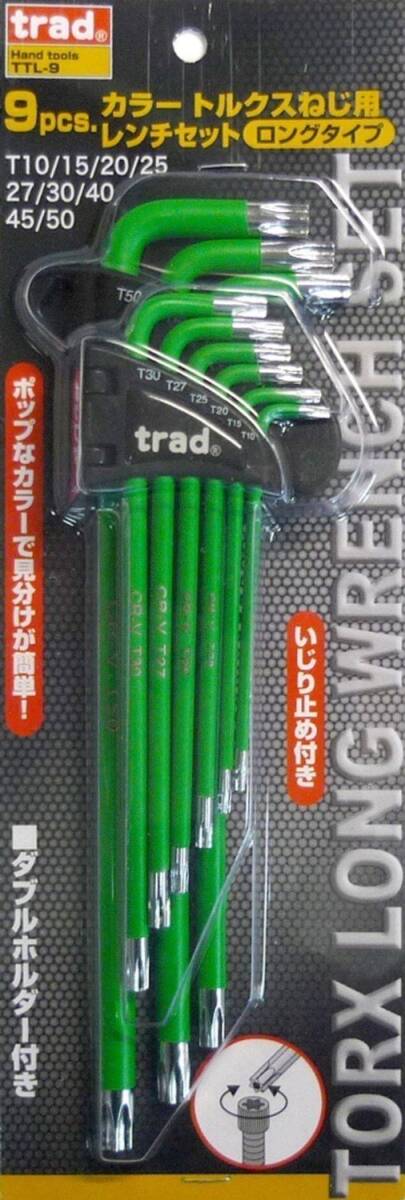 trad®
Hand tools
TTL-9
9pcs. カラートルクスねじ用
レンチセット ロングタイプ
T10/15/20/25
27/30/40
45/50
TORX LONG WRENCH SET
T50
T30
T27
T25
T20
T15
T10
trad®
ポップなカラーで見分けが簡単!
CR-V T30
CR-V T27
いじり止め付き
■ダブルホルダー付き